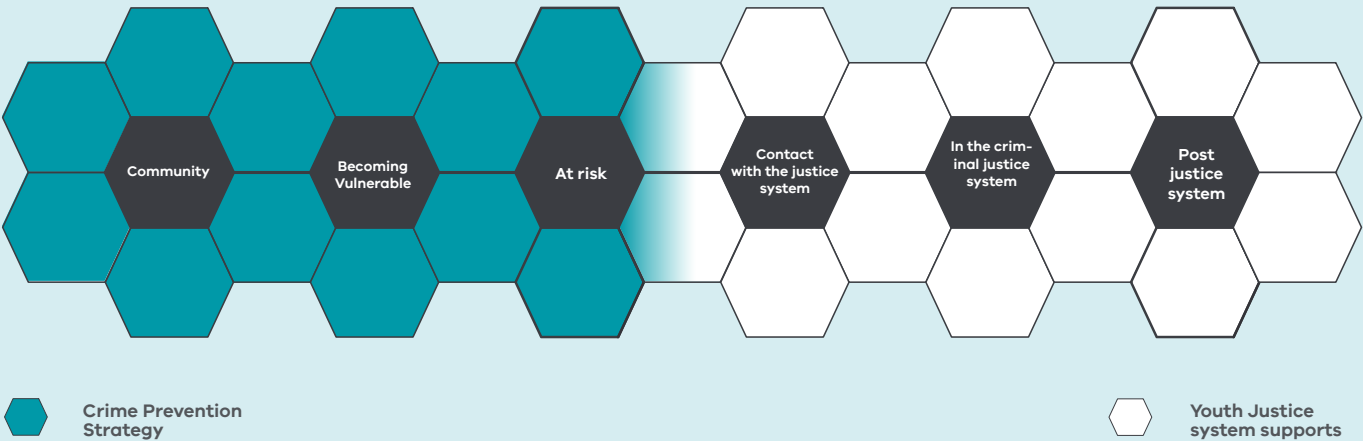 Community
Becoming
Vulnerable
At risk
Contact
with the justice
system
In the crim-
inal justice
system
Post
justice
system
Crime Prevention
Strategy
Youth Justice
system supports